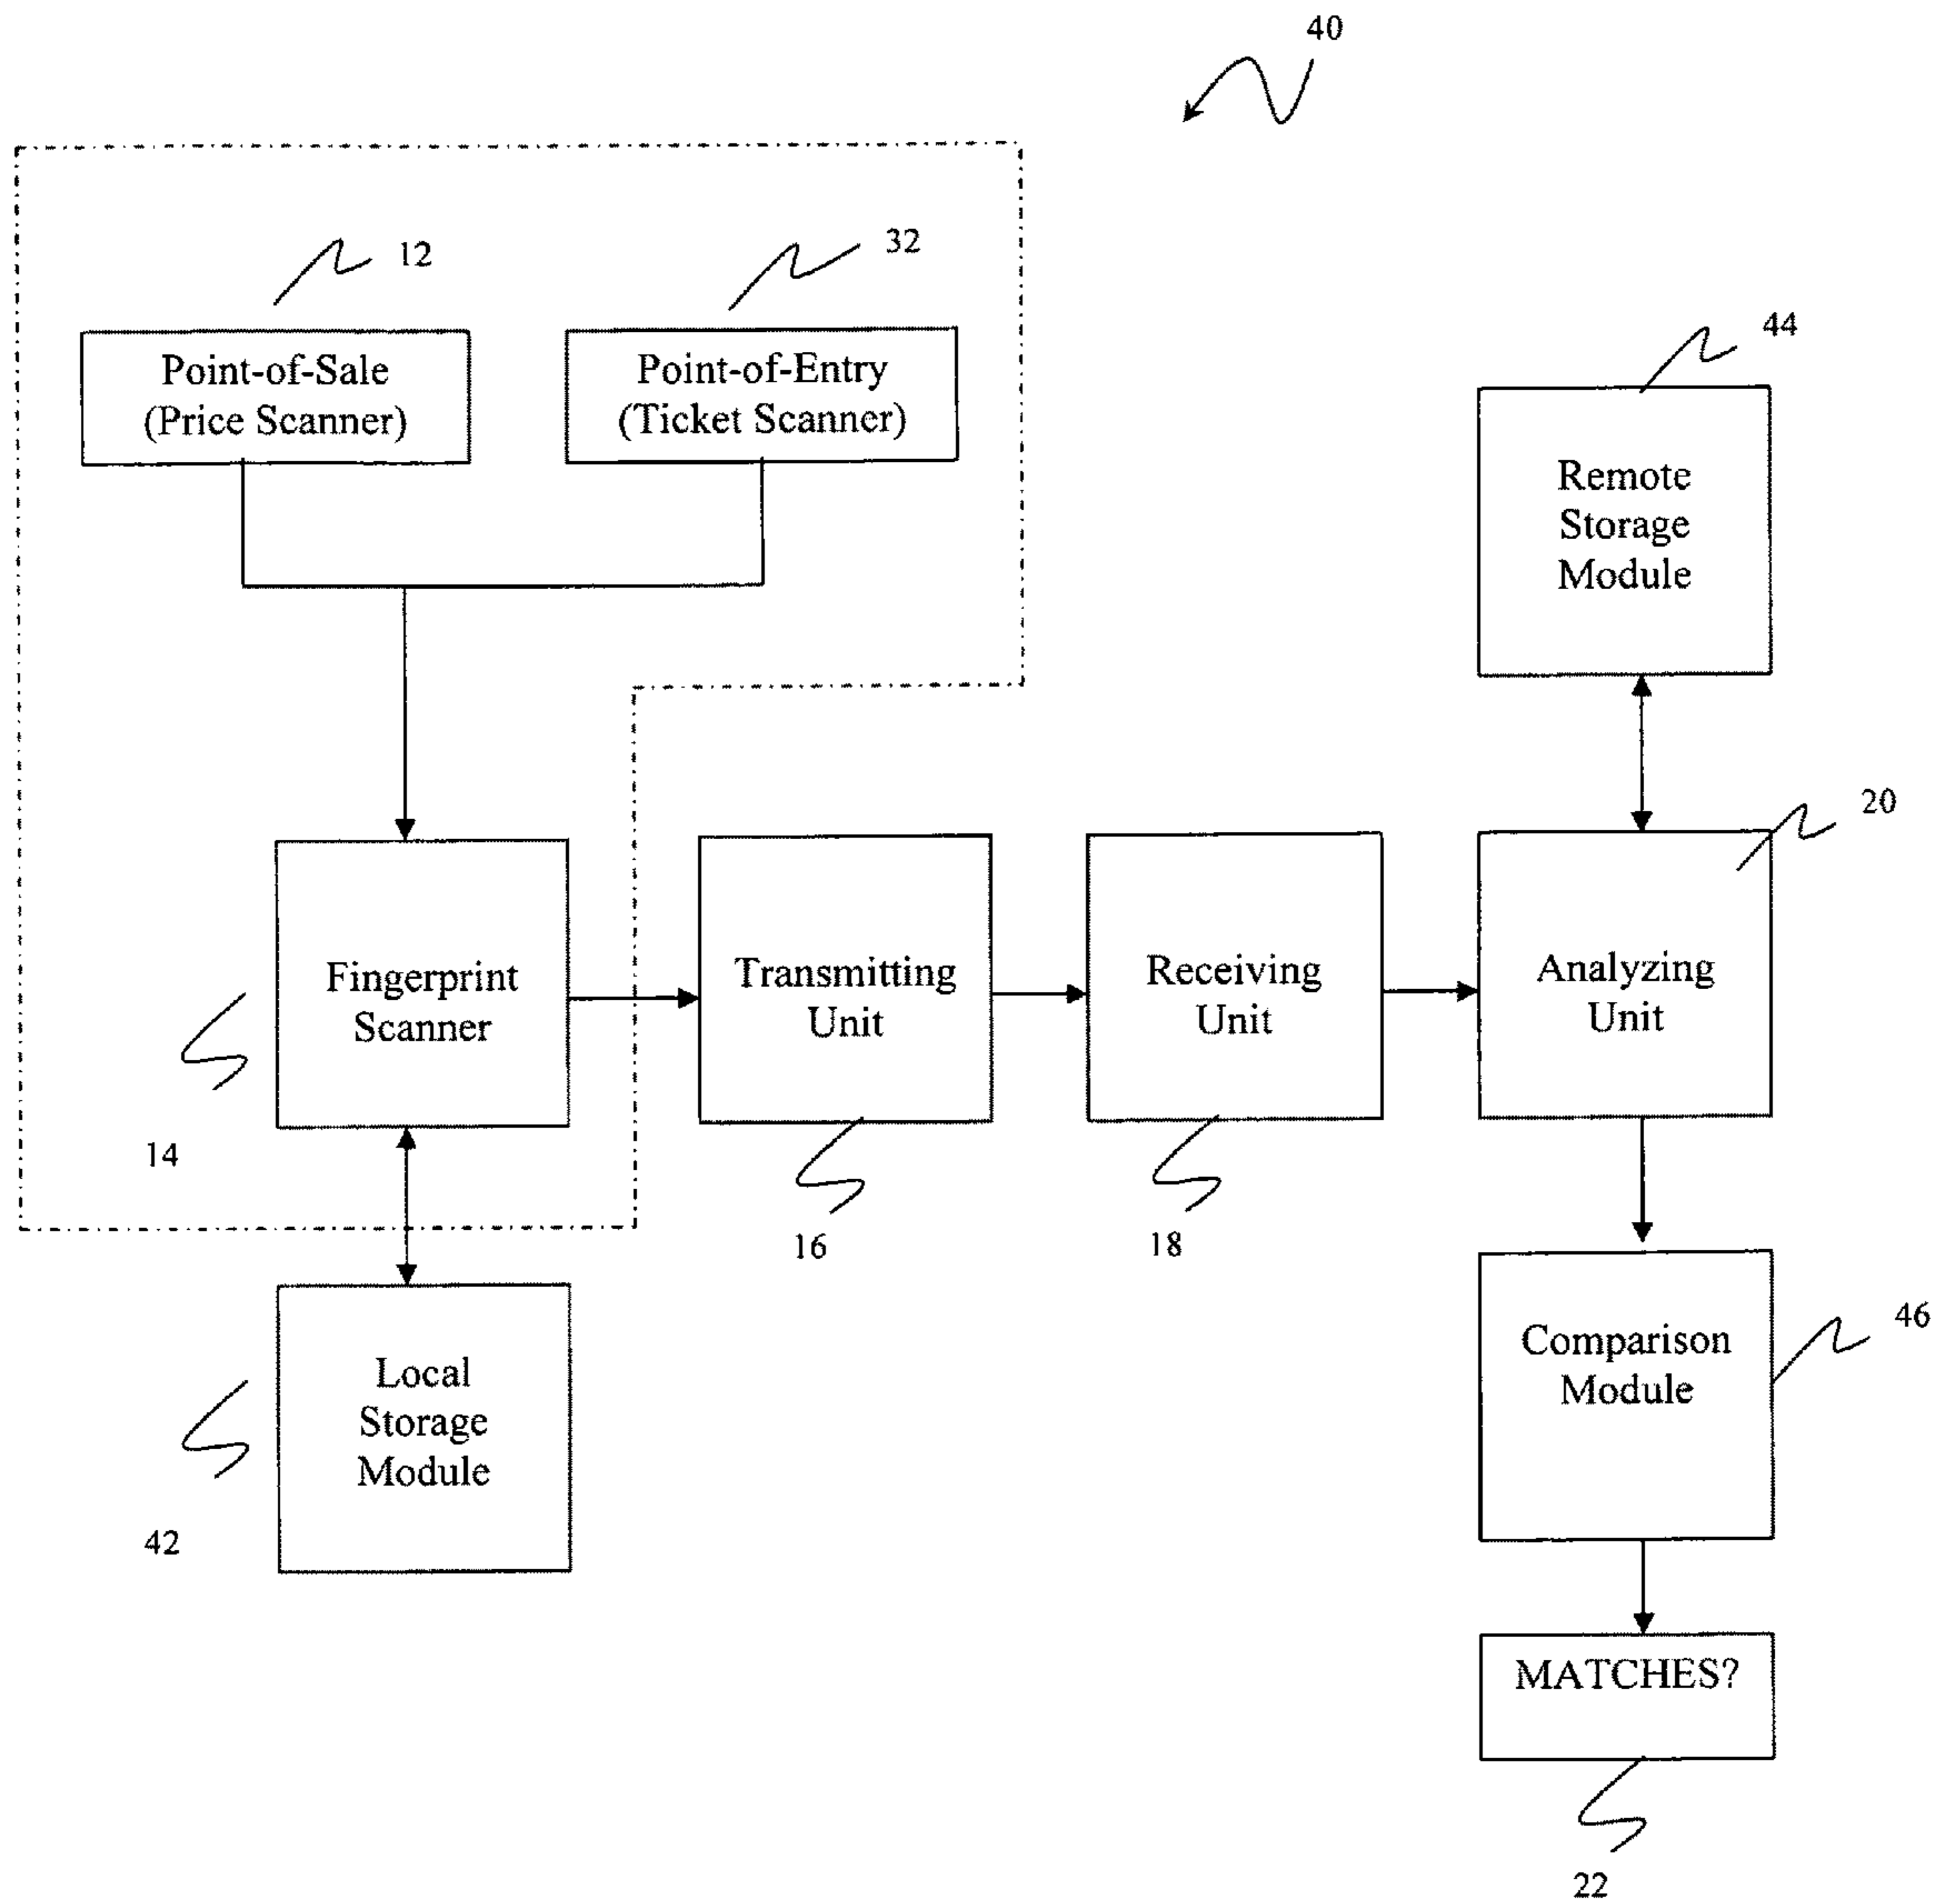 40
12
32
Point-of-Sale
(Price Scanner)
Point-of-Entry
(Ticket Scanner)
44
Remote
Storage
Module
20
Fingerprint
Scanner
Transmitting
Unit
Receiving
Unit
Analyzing
Unit
14
16
18
Local
Storage
Module
42
Comparison
Module
46
MATCHES?
22